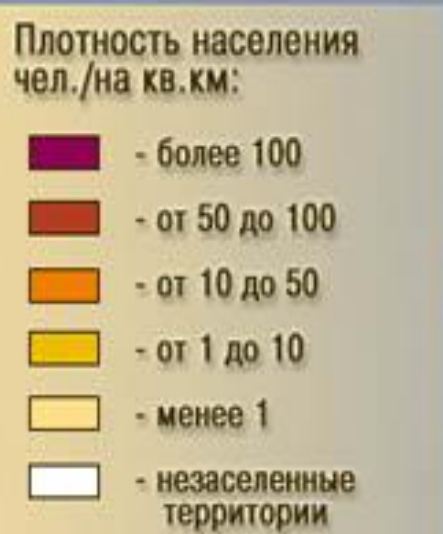 Плотность населения
чел./на кв.км:
- более 100
- от 50 до 100
- от 10 до 50
- от 1 до 10
- менее 1
- незаселенные
территории